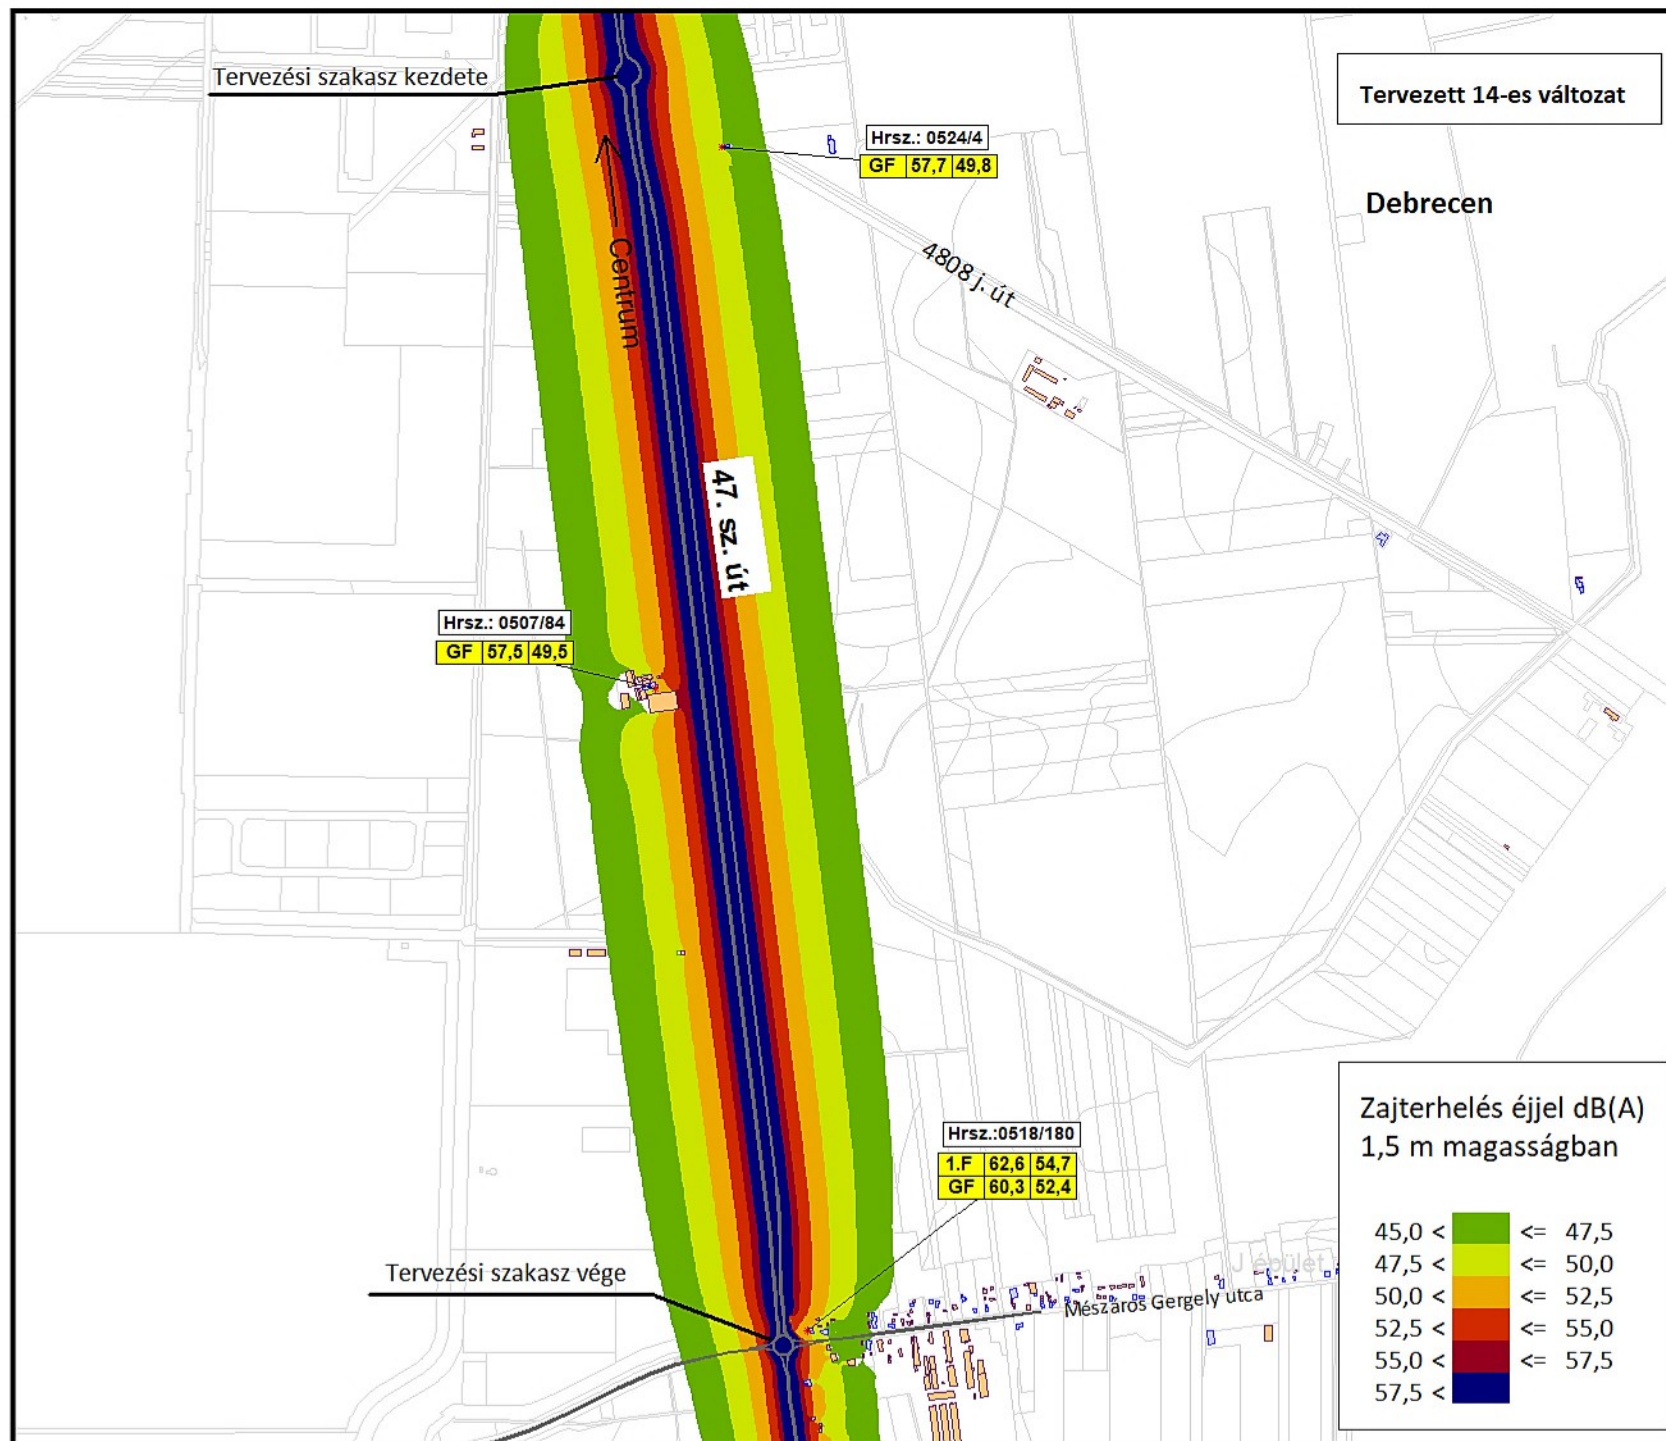 Tervezési szakasz kezdete
Tervezett 14-es változat
Hrsz.: 0524/4
GF 57,7 49,8
Debrecen
4808 j. út
Centrum
47. sz. út
Hrsz.: 0507/84
GF 57,5 49,5
Hrsz.:0518/180
1.F 62,6 54,7
GF 60,3 52,4
Tervezési szakasz vége
J épület
Mészáros Gergely utca
Zajterhelés éjjel dB(A)
1,5 m magasságban
45,0 < <= 47,5
47,5 < <= 50,0
50,0 < <= 52,5
52,5 < <= 55,0
55,0 < <= 57,5
57,5 <